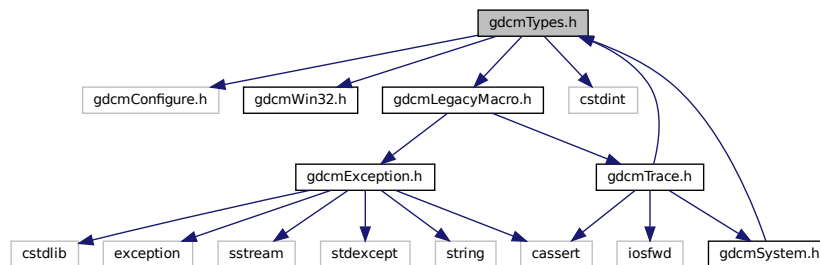 gdcmTypes.h
gdcmConfigure.h
gdcmWin32.h
gdcmLegacyMacro.h
cstdint
gdcmException.h
gdcmTrace.h
cstdlib
exception
sstream
stdexcept
string
cassert
iosfwd
gdcmSystem.h